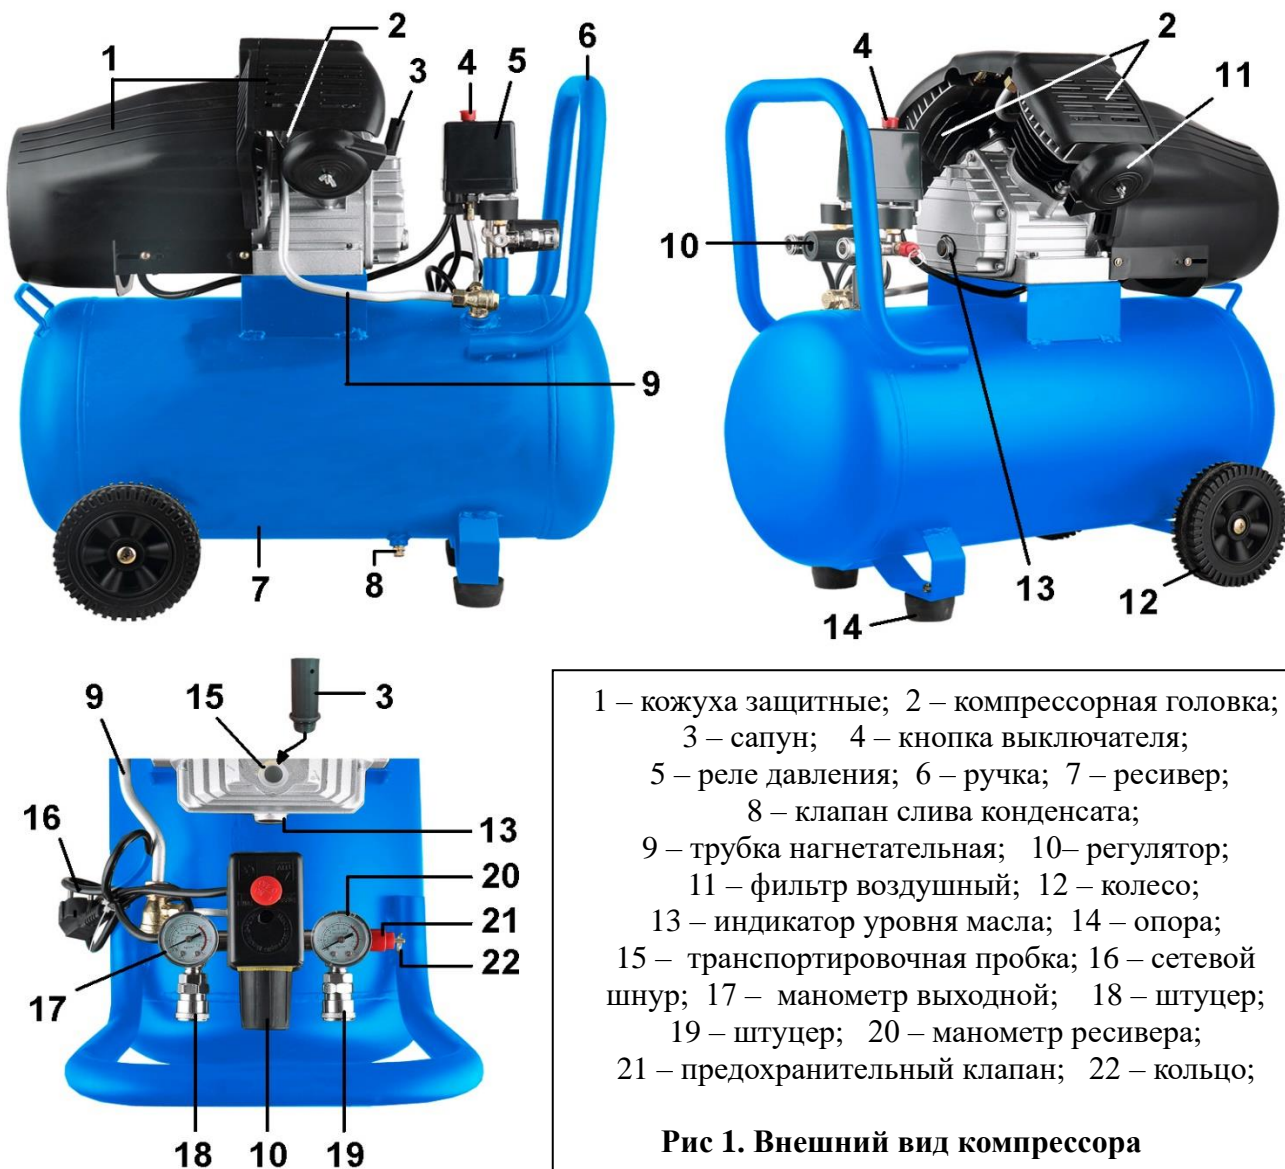 1
2
3
4
5
6
4
2
11
10
9
7
8
13
12
14
9
15
3
16
13
20
21
22
17
18
10
19
1 – кожуха защитные; 2 – компрессорная головка;
3 – сапун; 4 – кнопка выключателя;
5 – реле давления; 6 – ручка; 7 – ресивер;
8 – клапан слива конденсата;
9 – трубка нагнетательная; 10– регулятор;
11 – фильтр воздушный; 12 – колесо;
13 – индикатор уровня масла; 14 – опора;
15 – транспортировочная пробка; 16 – сетевой
шнур; 17 – манометр выходной; 18 – штуцер;
19 – штуцер; 20 – манометр ресивера;
21 – предохранительный клапан; 22 – кольцо;
Рис 1. Внешний вид компрессора